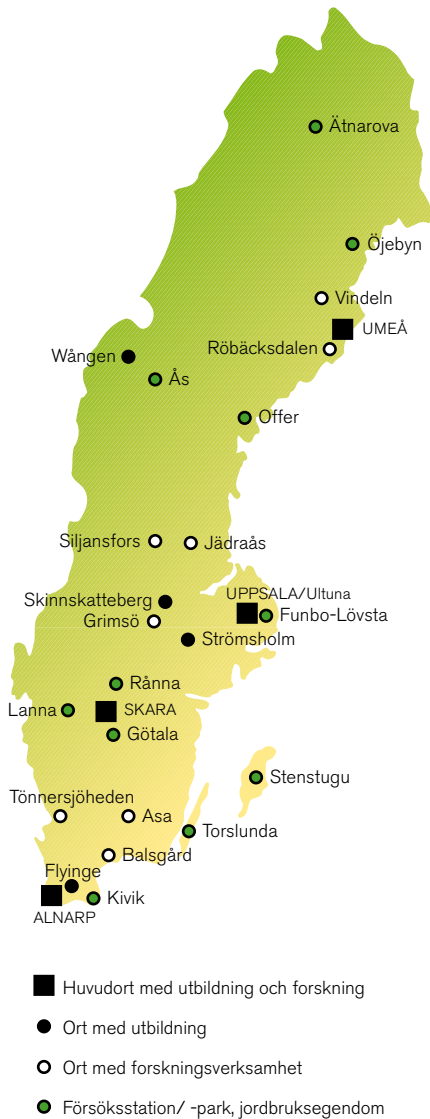 Ätnarova
Öjebyn
Vindeln
UMEÅ
Röbäcksdalen
Wången
Ås
Offer
Siljansfors
Jädraås
UPPSALA/Ultuna
Skinnskatteberg
Funbo-Lövsta
Grimsö
Strömsholm
Rånna
Lanna
SKARA
Götala
Stenstugu
Tönnersjöheden
Asa
Torslunda
Balsgård
Flyinge
Kivik
ALNARP
Huvudort med utbildning och forskning
Ort med utbildning
Ort med forskningsverksamhet
Försöksstation/ -park, jordbruksegendom